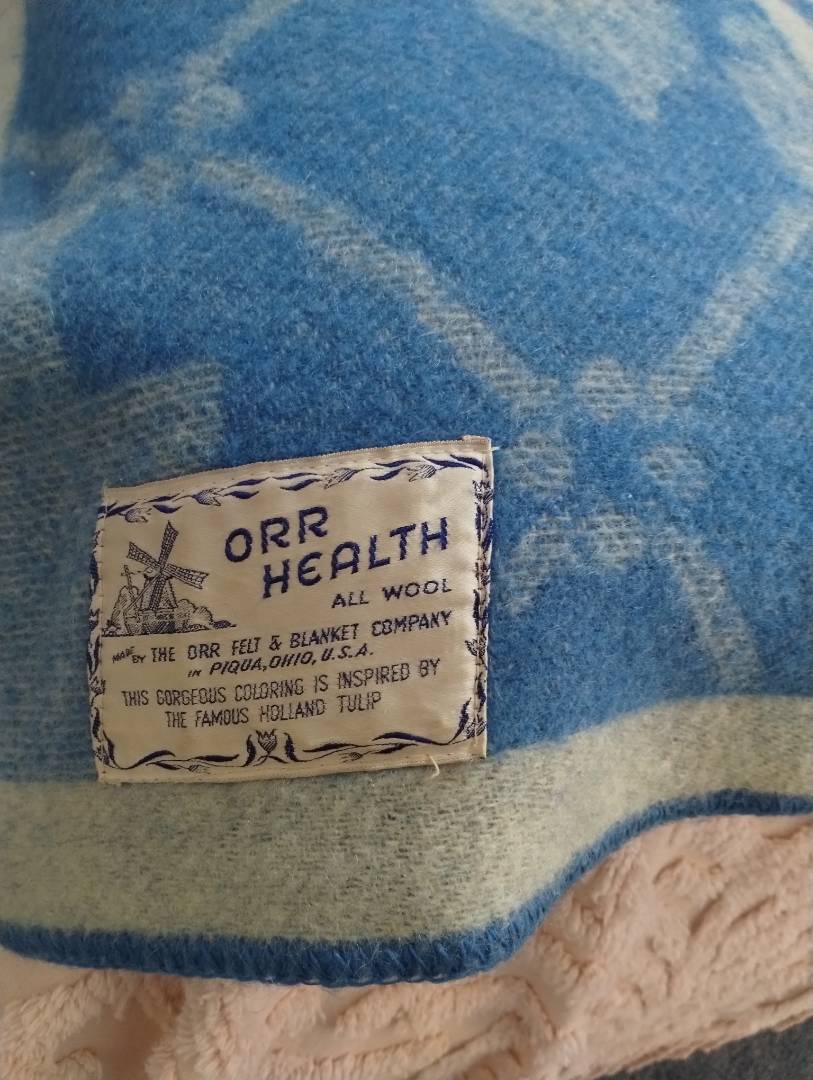 ORR
HEALTH
ALL WOOL
MADE BY THE ORR FELT & BLANKET COMPANY
IN PIQUA, OHIO, U.S.A.
THIS GORGEOUS COLORING IS INSPIRED BY
THE FAMOUS HOLLAND TULIP